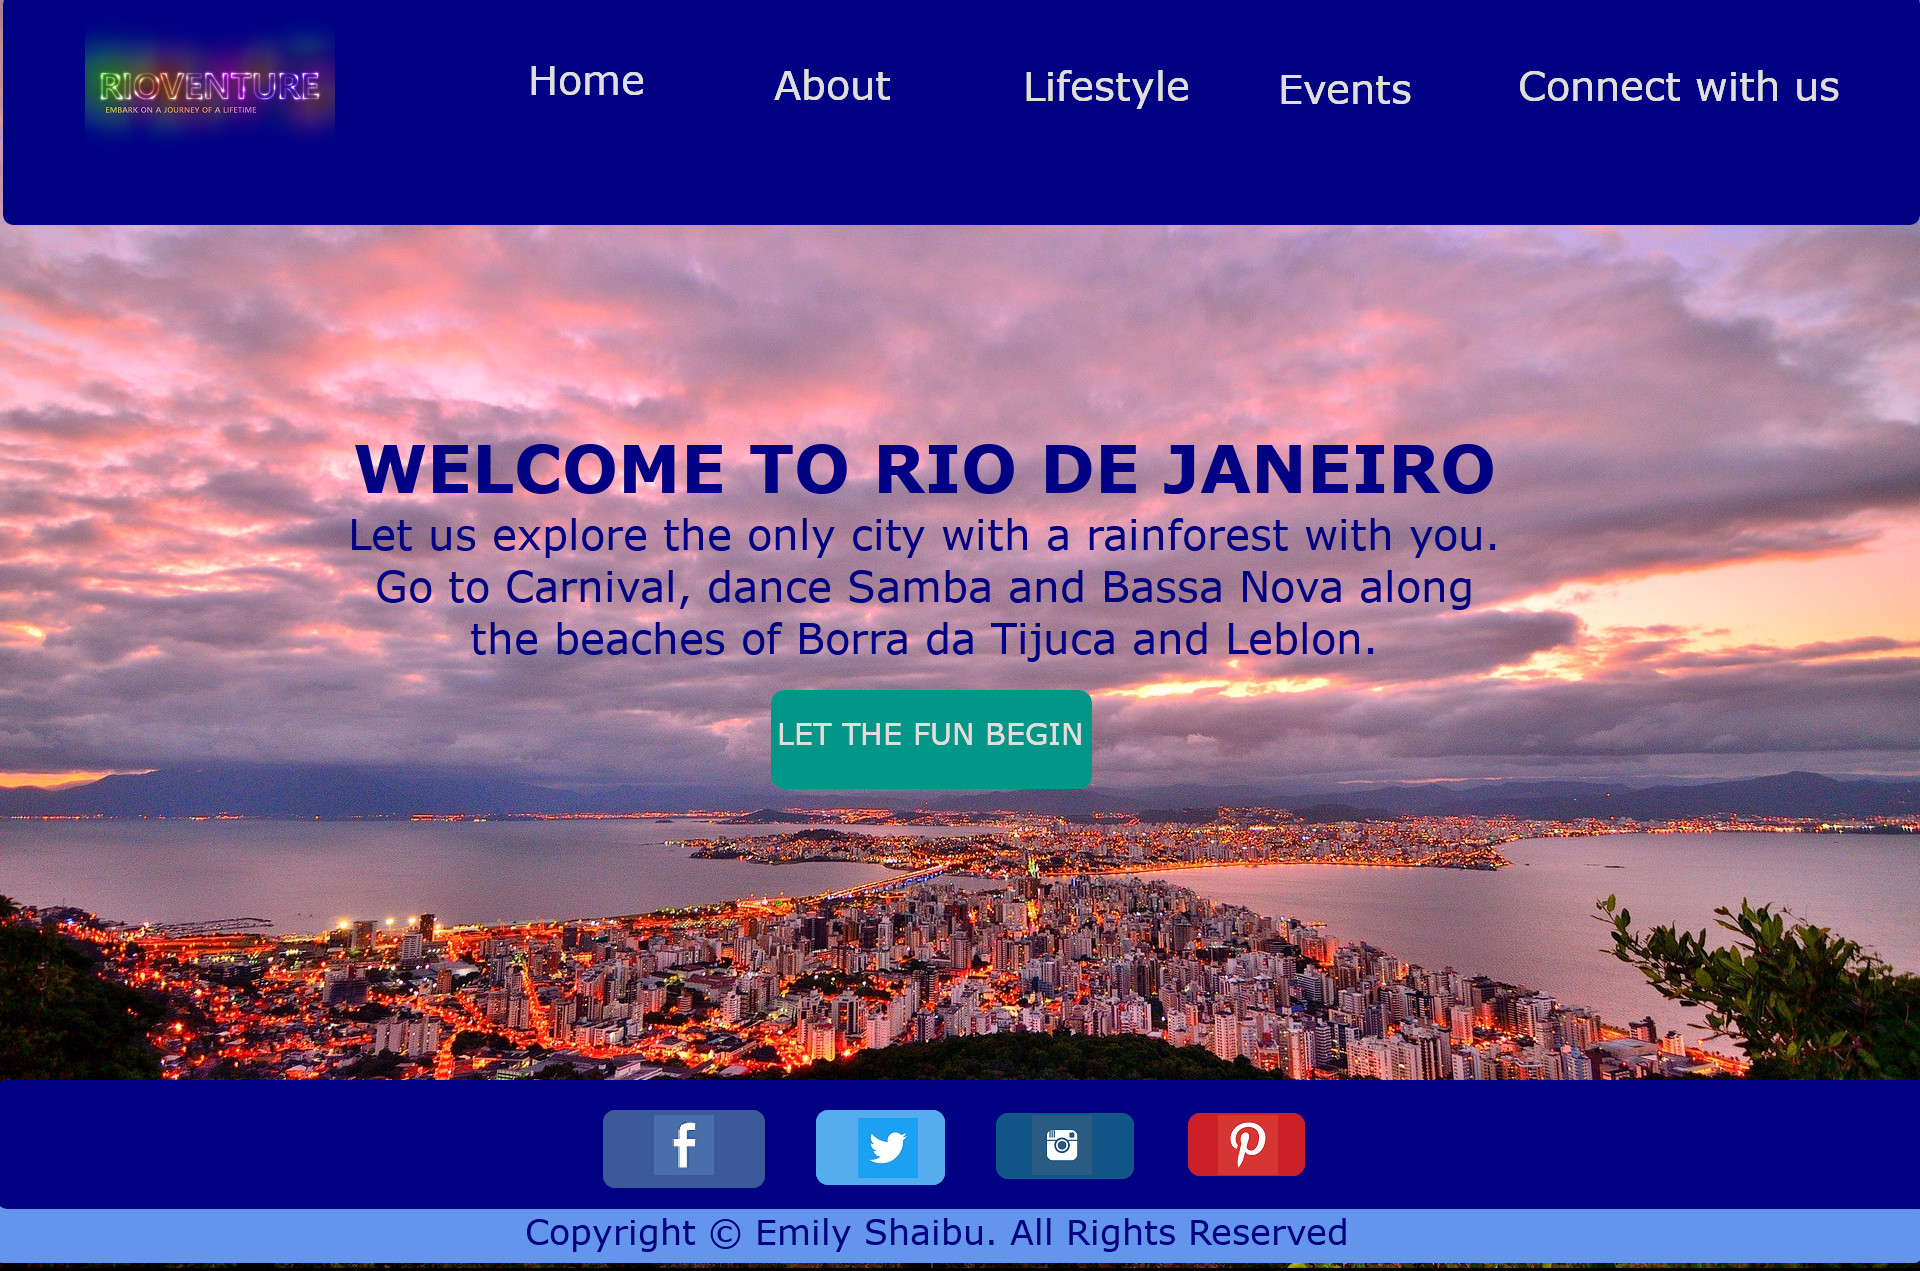 RIOVENTURE
EMBARK ON A JOURNEY OF A LIFETIME
Home
About
Lifestyle
Events
Connect with us
WELCOME TO RIO DE JANEIRO
Let us explore the only city with a rainforest with you.
Go to Carnival, dance Samba and Bassa Nova along
the beaches of Borra da Tijuca and Leblon.
LET THE FUN BEGIN
Copyright © Emily Shaibu. All Rights Reserved